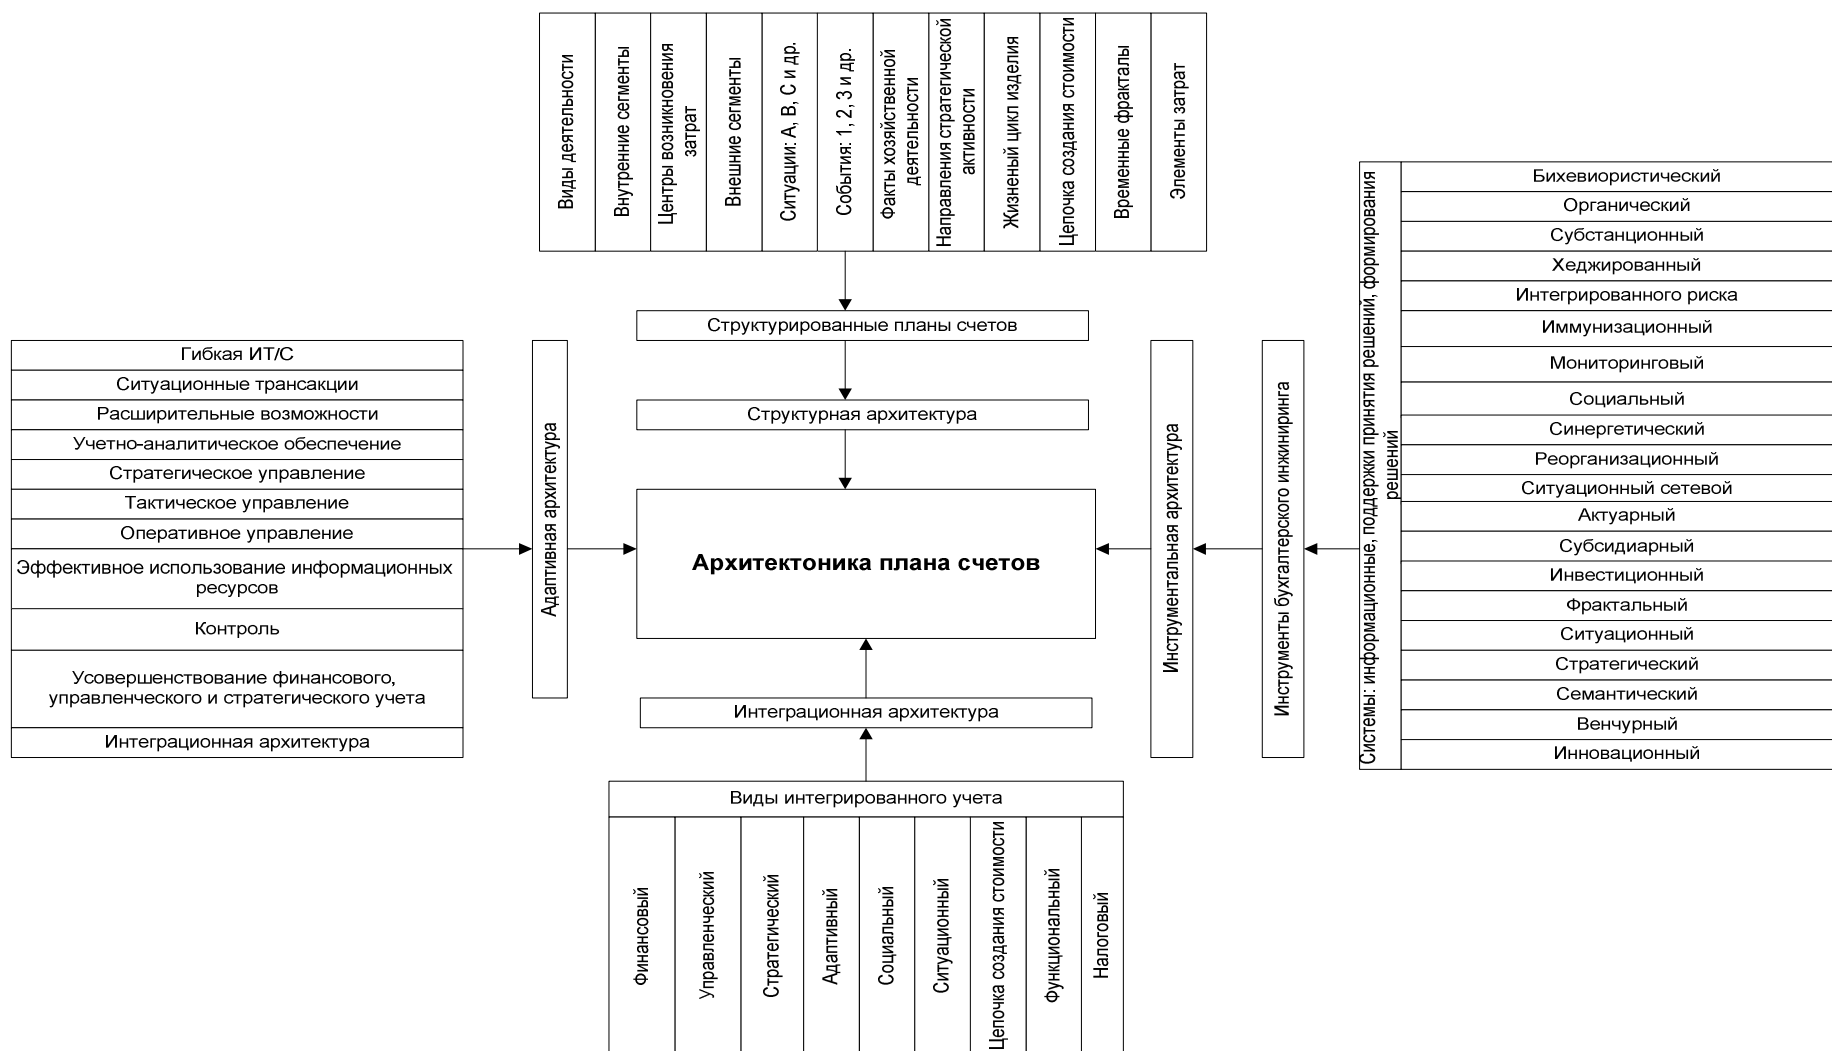 Виды деятельности
Внутренние сегменты
Центры возникновения
затрат
Внешние сегменты
Ситуации: А, В, С и др.
События: 1, 2, 3 и др.
Факты хозяйственной
деятельности
Направления стратегической
активности
Жизненый цикл изделия
Цепочка создания стоимости
Временные фракталы
Элементы затрат
Структурированные планы счетов
Структурная архитектура
Архитектоника плана счетов
Гибкая ИТ/С
Ситуационные трансакции
Расширительные возможности
Учетно-аналитическое обеспечение
Стратегическое управление
Тактическое управление
Оперативное управление
Эффективное использование информационных
ресурсов
Контроль
Усовершенствование финансового,
управленческого и стратегического учета
Интеграционная архитектура
Адаптивная архитектура
Инструментальная архитектура
Инструменты бухгалтерского инжиниринга
Системы: информационные, поддержки принятия решений, формирования
решений
Бихевиористический
Органический
Субстанционный
Хеджированный
Интегрированного риска
Иммунизационный
Мониторинговый
Социальный
Синергетический
Реорганизационный
Ситуационный сетевой
Актуарный
Субсидиарный
Инвестиционный
Фрактальный
Ситуационный
Стратегический
Семантический
Венчурный
Инновационный
Интеграционная архитектура
Виды интегрированного учета
Финансовый
Управленческий
Стратегический
Адаптивный
Социальный
Ситуационный
Цепочка создания стоимости
Функциональный
Налоговый